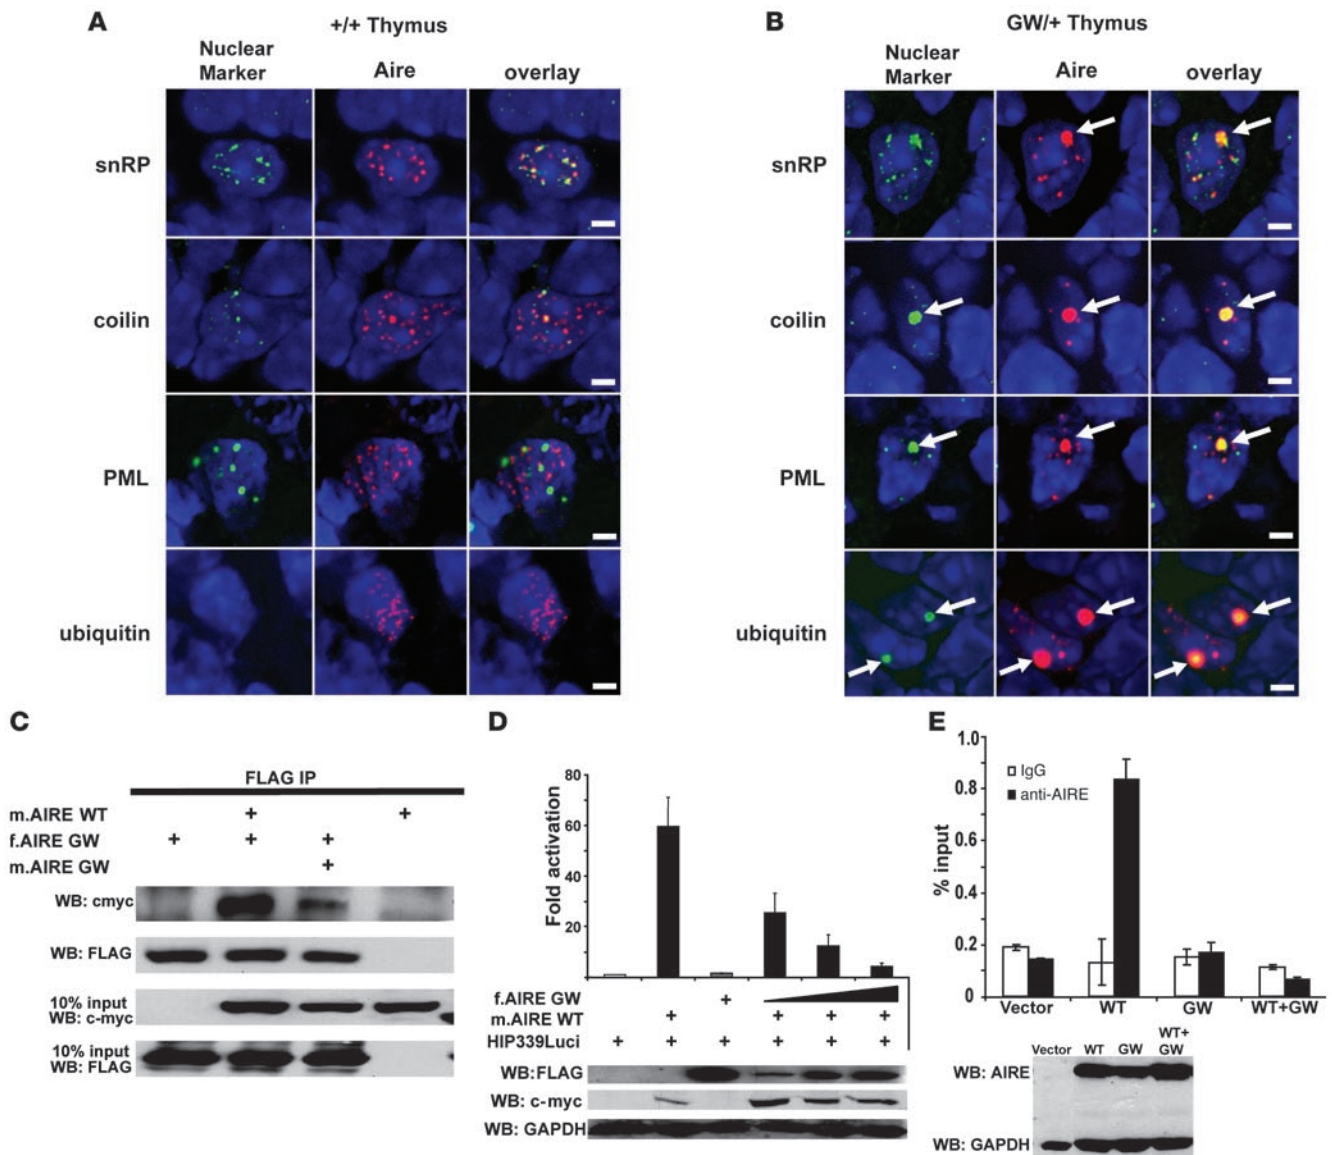 A
+/+ Thymus
Nuclear
Marker
Aire
overlay
snRP
coilin
PML
ubiquitin
B
GW/+ Thymus
Nuclear
Marker
Aire
overlay
snRP
coilin
PML
ubiquitin
C
FLAG IP
m.AIRE WT + +
f.AIRE GW + + +
m.AIRE GW +
WB: cmyc
WB: FLAG
10% input
WB: c-myc
10% input
WB: FLAG
D
Fold activation
80
60
40
20
f.AIRE GW +
m.AIRE WT + + + +
HIP339Luci + + + + + +
WB:FLAG
WB: c-myc
WB: GAPDH
E
% input
1.0
0.8
0.6
0.4
0.2
0
IgG
anti-AIRE
Vector WT GW WT+GW
Vector WT GW WT+
GW
WB: AIRE
WB: GAPDH